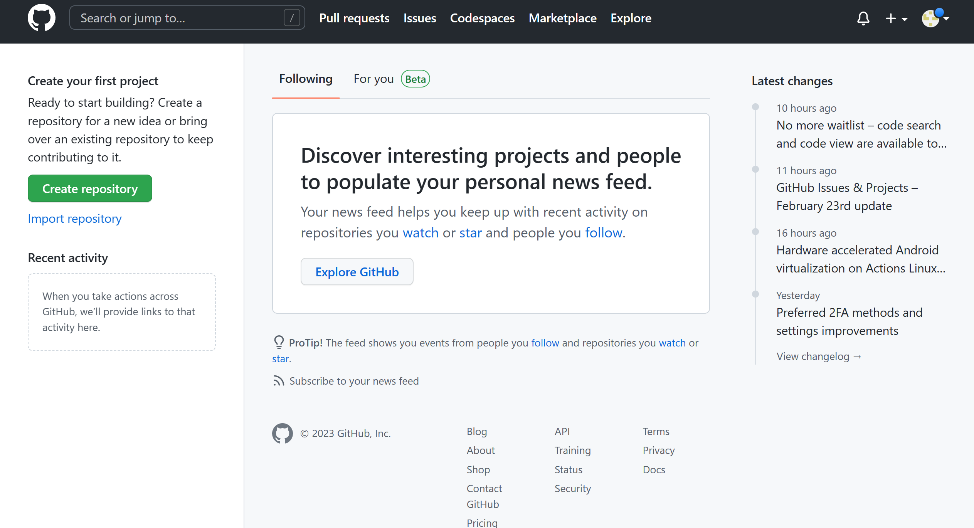 Search or jump to... /
Pull requests Issues Codespaces Marketplace Explore
Create your first project
Ready to start building? Create a
repository for a new idea or bring
over an existing repository to keep
contributing to it.
Create repository
Import repository
Recent activity
When you take actions across
GitHub, we'll provide links to that
activity here.
Following For you Beta
Discover interesting projects and people
to populate your personal news feed.
Your news feed helps you keep up with recent activity on
repositories you watch or star and people you follow.
Explore GitHub
ProTip! The feed shows you events from people you follow and repositories you watch or
star.
Subscribe to your news feed
© 2023 GitHub, Inc.
Blog
About
Shop
Contact
GitHub
Pricing
API
Training
Status
Security
Terms
Privacy
Docs
Latest changes
10 hours ago
No more waitlist – code search
and code view are available to...
11 hours ago
GitHub Issues & Projects –
February 23rd update
16 hours ago
Hardware accelerated Android
virtualization on Actions Linux...
Yesterday
Preferred 2FA methods and
settings improvements
View changelog →